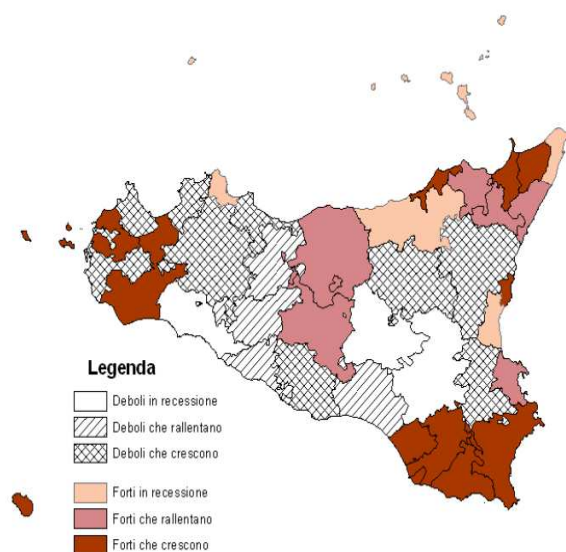 Legenda
Deboli in recessione
Deboli che rallentano
Deboli che crescono
Forti in recessione
Forti che rallentano
Forti che crescono